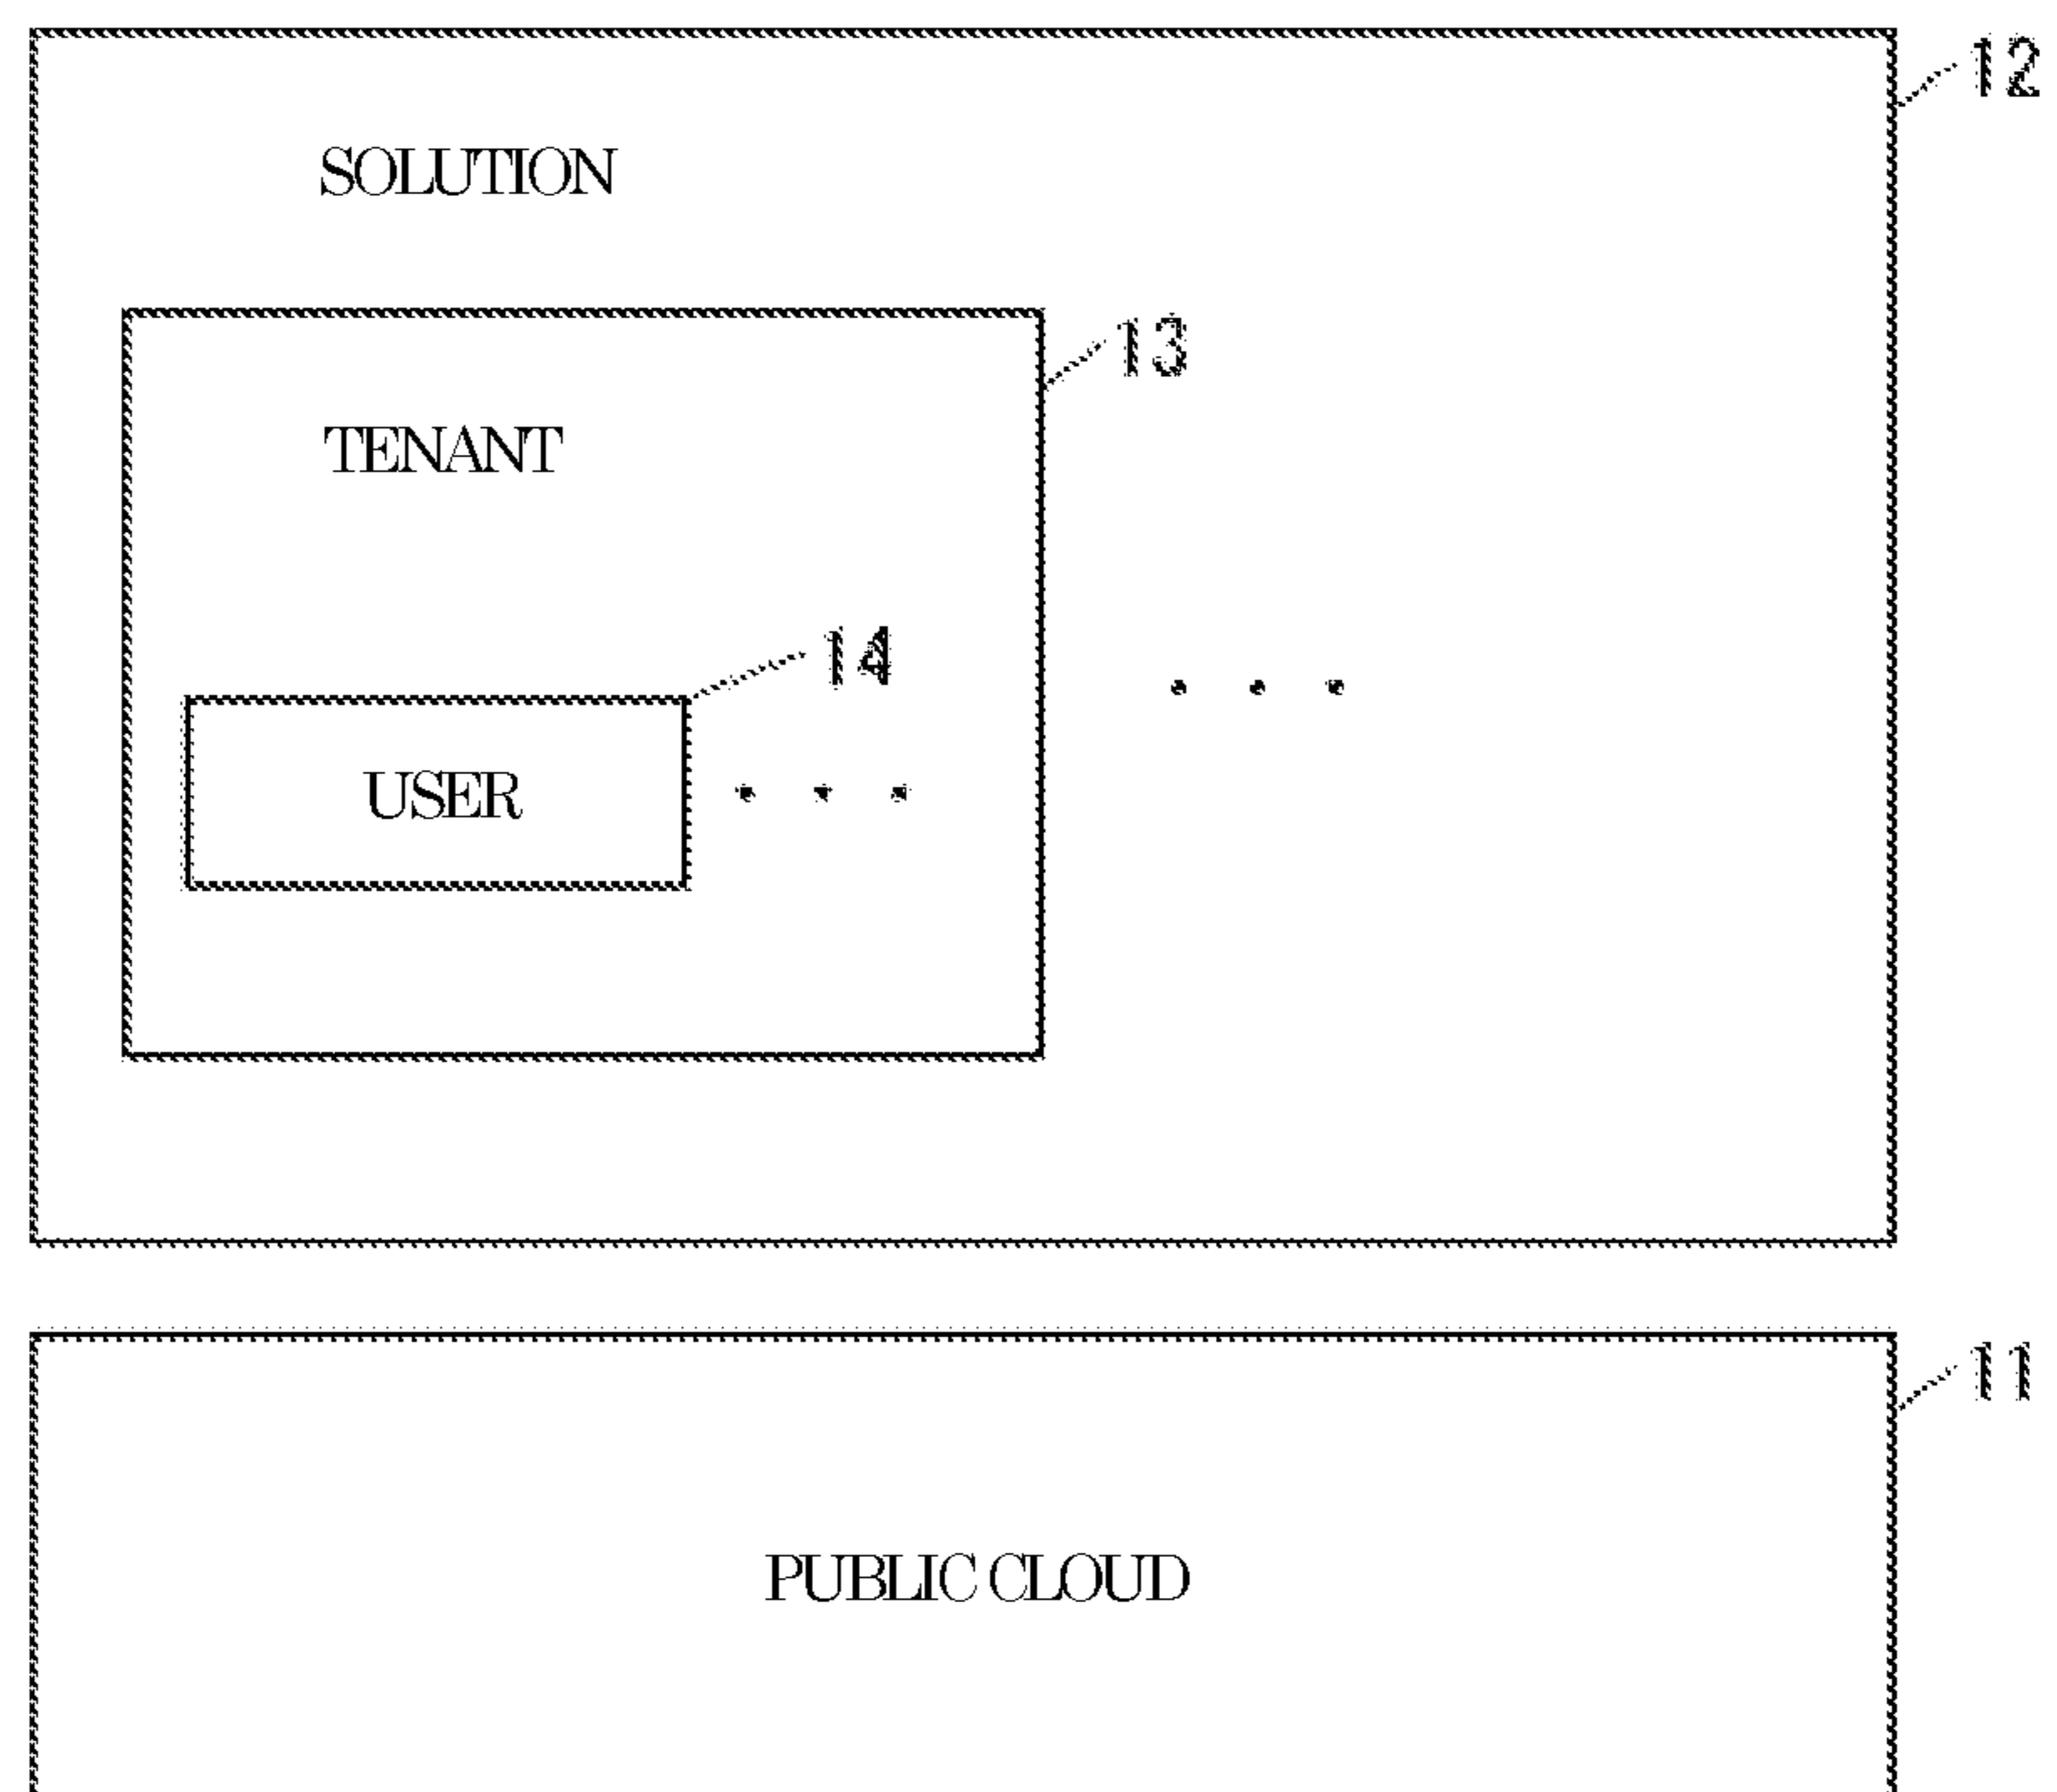 12
SOLUTION
13
TENANT
14
USER
11
PUBLIC CLOUD